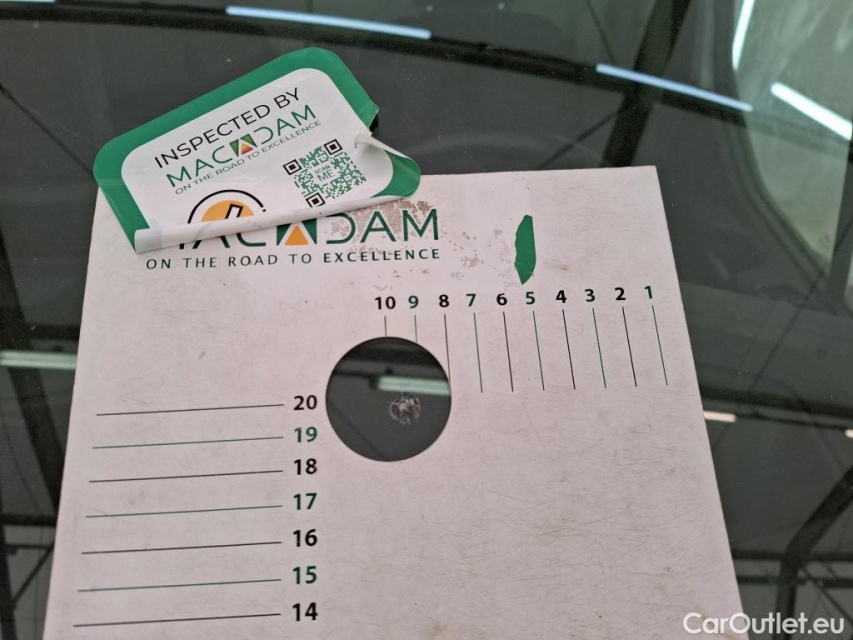 INSPECTED BY
MACADAM
ON THE ROAD TO EXCELLENCE
SCAN ME
MACADAM
ON THE ROAD TO EXCELLENCE
10 9 8 7 6 5 4 3 2 1
20
19
18
17
16
15
14
CarOutlet.eu